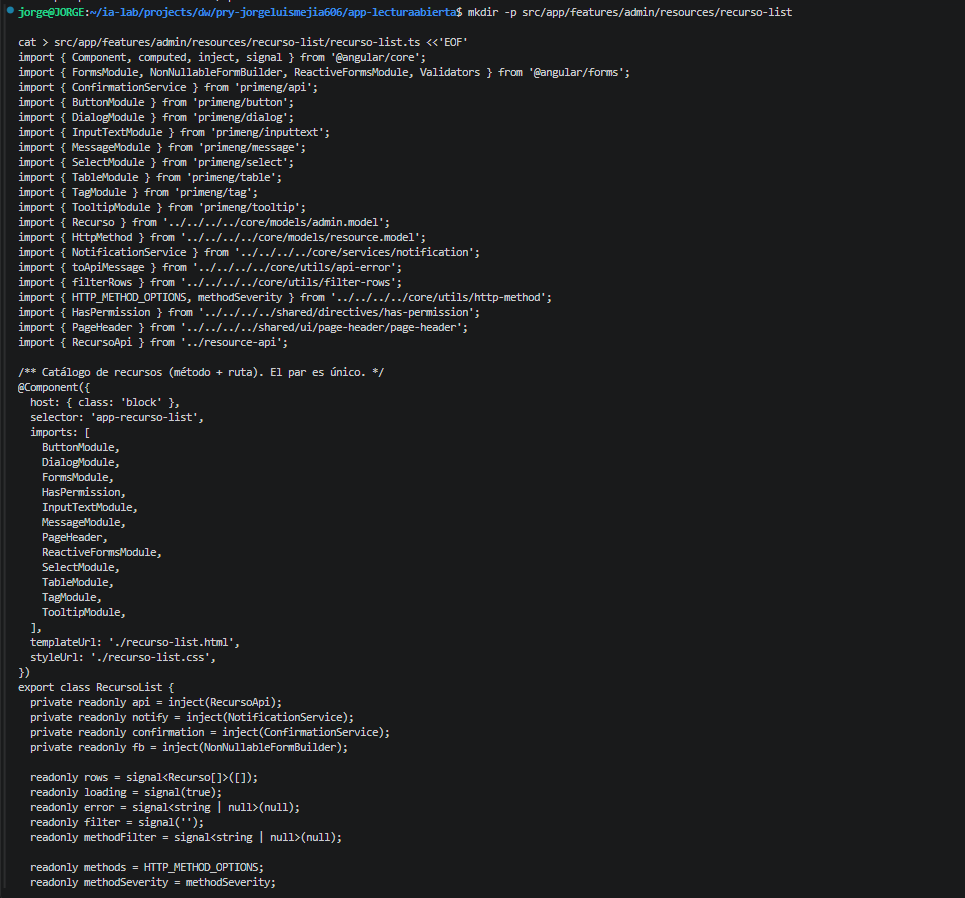 jorge@JORGE:~/ia-lab/projects/dw/pry-jorgeluismejia606/app-lecturaabierta$ mkdir -p src/app/features/admin/resources/recurso-list

cat > src/app/features/admin/resources/recurso-list/recurso-list.ts <<'EOF'
import { Component, computed, inject, signal } from '@angular/core';
import { FormsModule, NonNullableFormBuilder, ReactiveFormsModule, Validators } from '@angular/forms';
import { ConfirmationService } from 'primeng/api';
import { ButtonModule } from 'primeng/button';
import { DialogModule } from 'primeng/dialog';
import { InputTextModule } from 'primeng/inputtext';
import { MessageModule } from 'primeng/message';
import { SelectModule } from 'primeng/select';
import { TableModule } from 'primeng/table';
import { TagModule } from 'primeng/tag';
import { TooltipModule } from 'primeng/tooltip';
import { Recurso } from '../../../../core/models/admin.model';
import { HttpMethod } from '../../../../core/models/resource.model';
import { NotificationService } from '../../../../core/services/notification';
import { toApiMessage } from '../../../../core/utils/api-error';
import { filterRows } from '../../../../core/utils/filter-rows';
import { HTTP_METHOD_OPTIONS, methodSeverity } from '../../../../core/utils/http-method';
import { HasPermission } from '../../../../shared/directives/has-permission';
import { PageHeader } from '../../../../shared/ui/page-header/page-header';
import { RecursoApi } from '../resource-api';

/** Catálogo de recursos (método + ruta). El par es único. */
@Component({
  host: { class: 'block' },
  selector: 'app-recurso-list',
  imports: [
    ButtonModule,
    DialogModule,
    FormsModule,
    HasPermission,
    InputTextModule,
    MessageModule,
    PageHeader,
    ReactiveFormsModule,
    SelectModule,
    TableModule,
    TagModule,
    TooltipModule,
  ],
  templateUrl: './recurso-list.html',
  styleUrl: './recurso-list.css',
})
export class RecursoList {
  private readonly api = inject(RecursoApi);
  private readonly notify = inject(NotificationService);
  private readonly confirmation = inject(ConfirmationService);
  private readonly fb = inject(NonNullableFormBuilder);

  readonly rows = signal<Recurso[]>([]);
  readonly loading = signal(true);
  readonly error = signal<string | null>(null);
  readonly filter = signal('');
  readonly methodFilter = signal<string | null>(null);

  readonly methods = HTTP_METHOD_OPTIONS;
  readonly methodSeverity = methodSeverity;